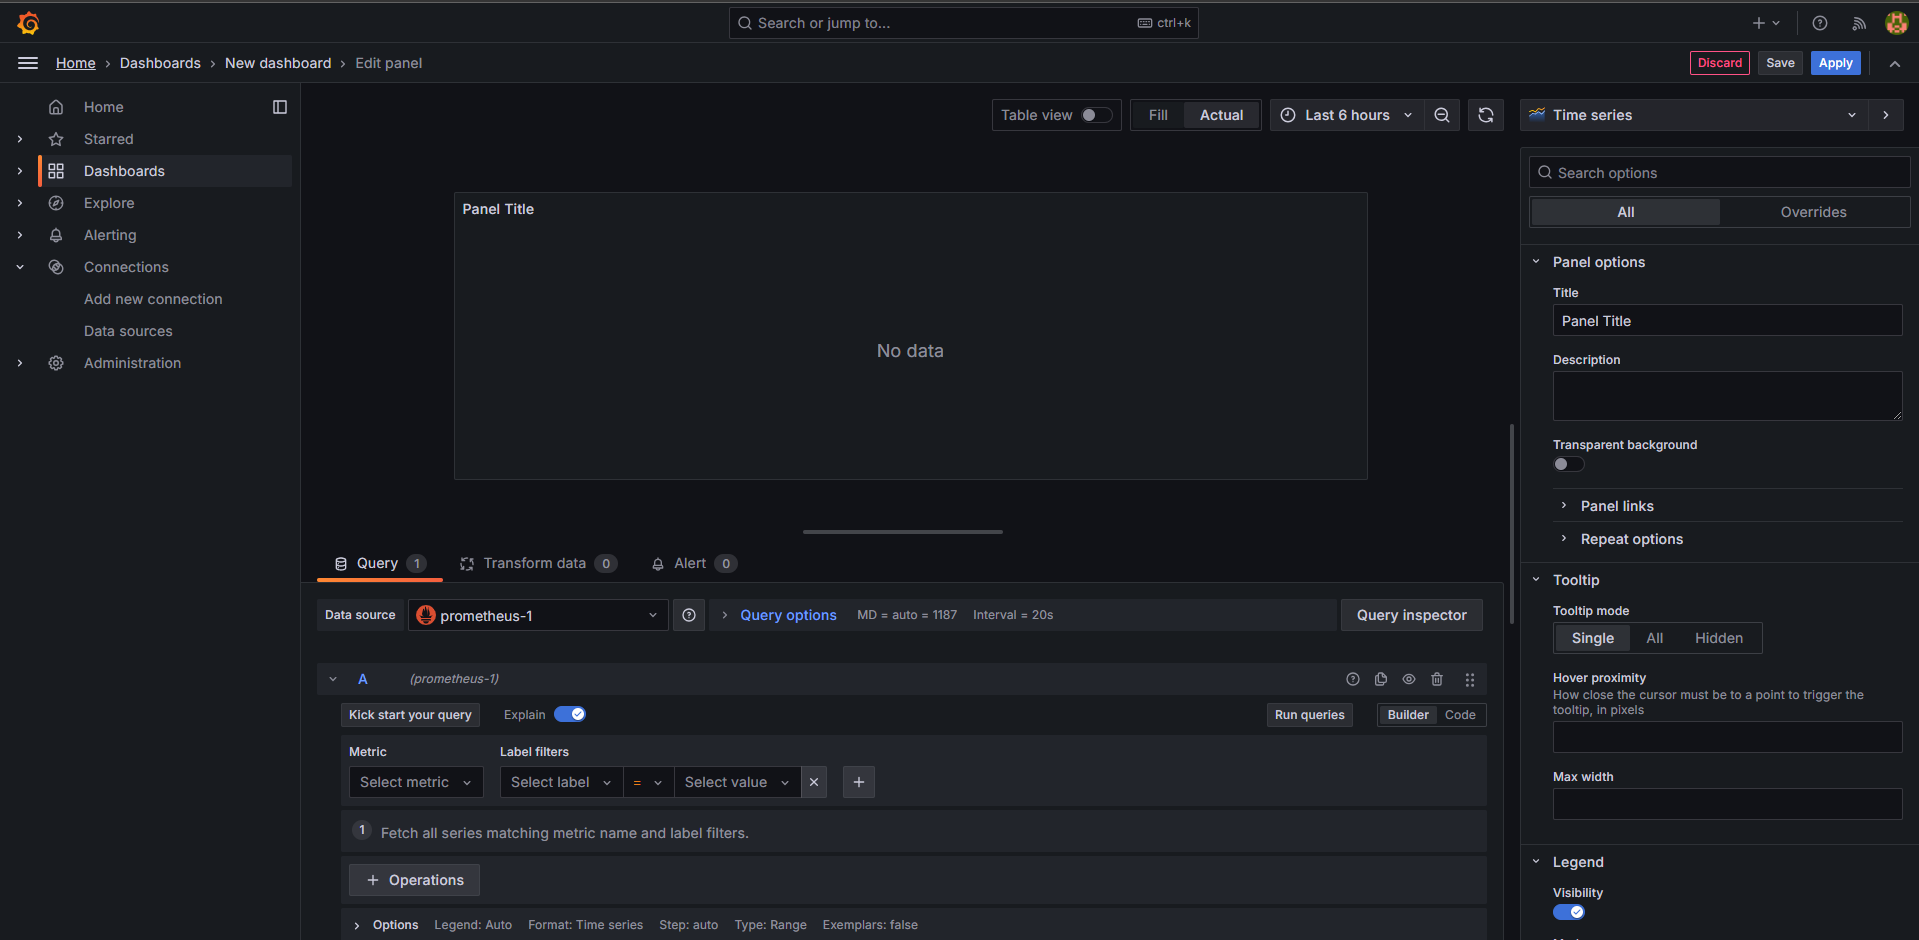 Search or jump to... ctrl+k
Home › Dashboards › New dashboard › Edit panel Discard Save Apply
Home
Starred
Dashboards
Explore
Alerting
Connections
Add new connection
Data sources
Administration
Table view Fill Actual Last 6 hours
Panel Title
No data
Query 1 Transform data 0 Alert 0
Data source prometheus-1 Query options MD = auto = 1187 Interval = 20s Query inspector
A (prometheus-1)
Kick start your query Explain Run queries Builder Code
Metric Label filters
Select metric Select label = Select value
1 Fetch all series matching metric name and label filters.
+ Operations
Options Legend: Auto Format: Time series Step: auto Type: Range Exemplars: false
Time series
Search options
All Overrides
Panel options
Title
Panel Title
Description
Transparent background
Panel links
Repeat options
Tooltip
Tooltip mode
Single All Hidden
Hover proximity
How close the cursor must be to a point to trigger the
tooltip, in pixels
Max width
Legend
Visibility